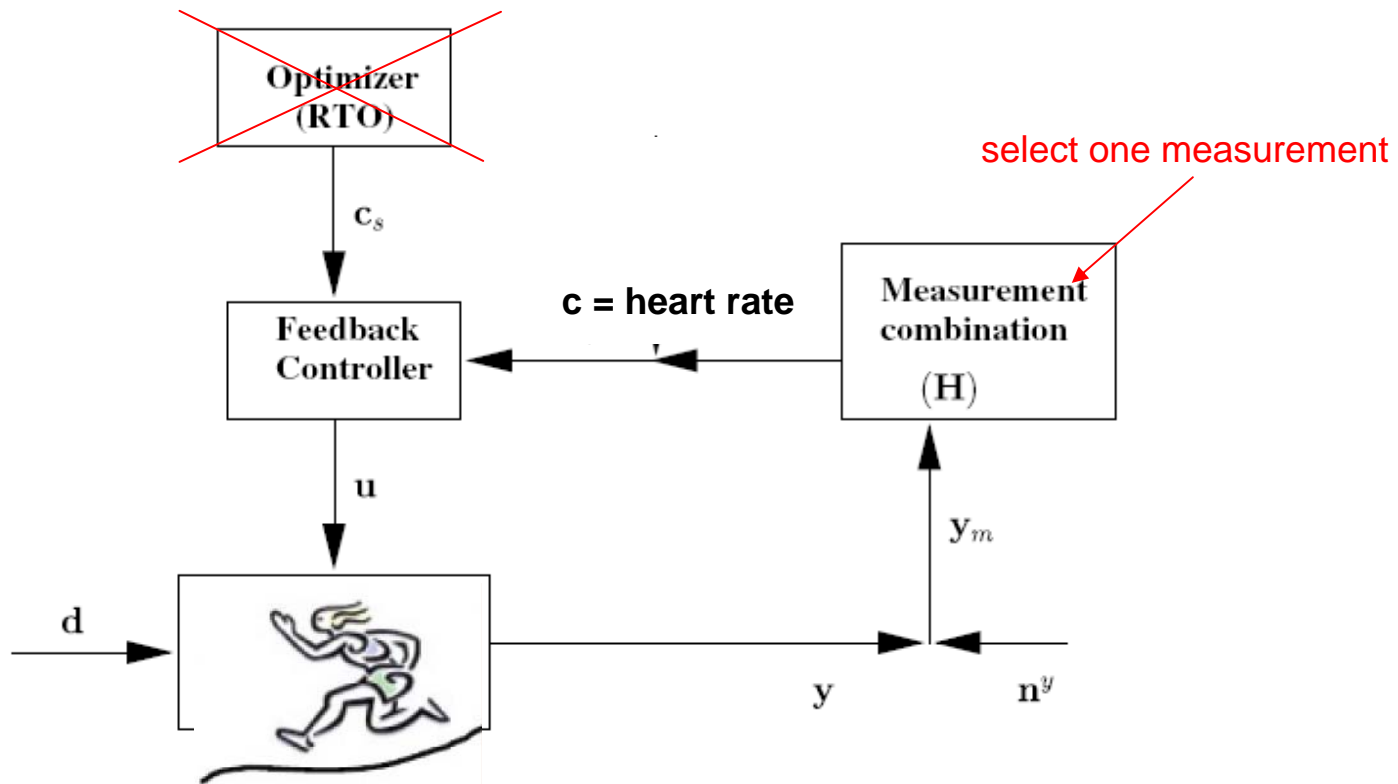 Optimizer
(RTO)
select one measurement
c_s
c = heart rate
Feedback
Controller
Measurement
combination
(H)
u
y_m
d
y
n^y